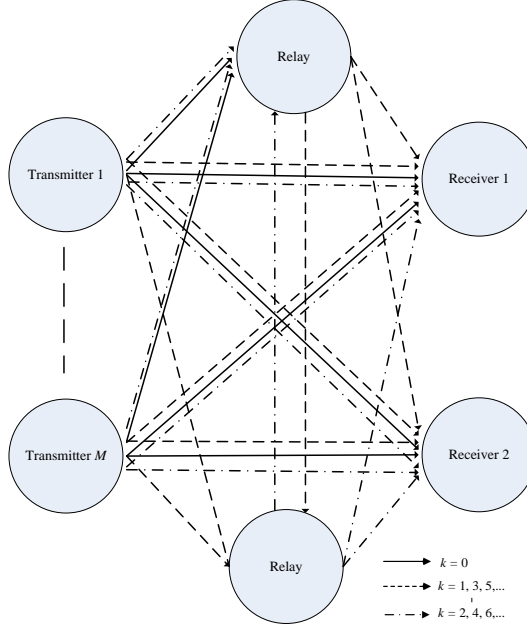 Relay
Transmitter 1
Receiver 1
Transmitter M
Receiver 2
Relay
k = 0
k = 1, 3, 5,...
k = 2, 4, 6,...